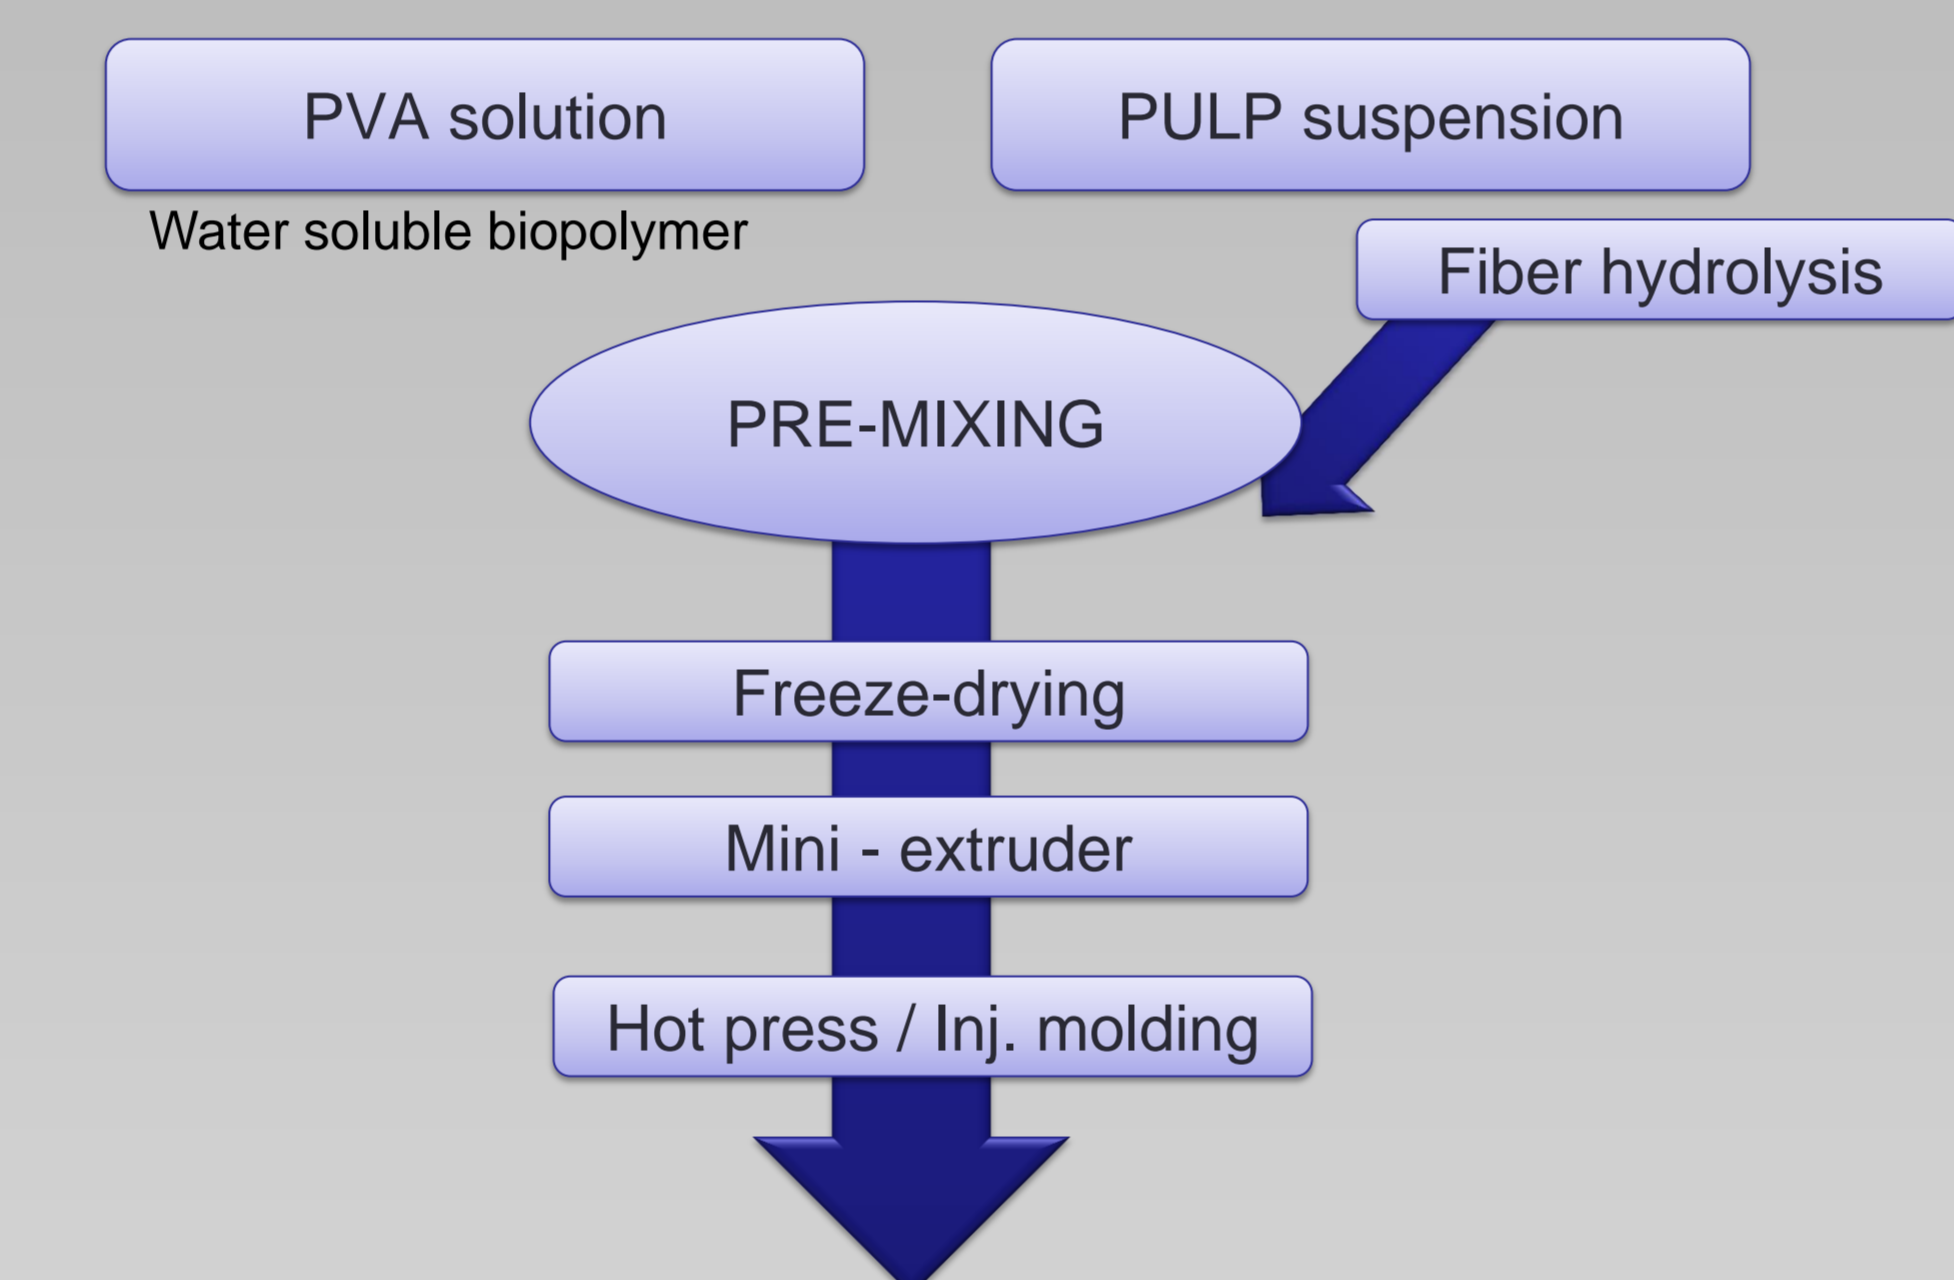 PVA solution
PULP suspension
Water soluble biopolymer
Fiber hydrolysis
PRE-MIXING
Freeze-drying
Mini - extruder
Hot press / Inj. molding